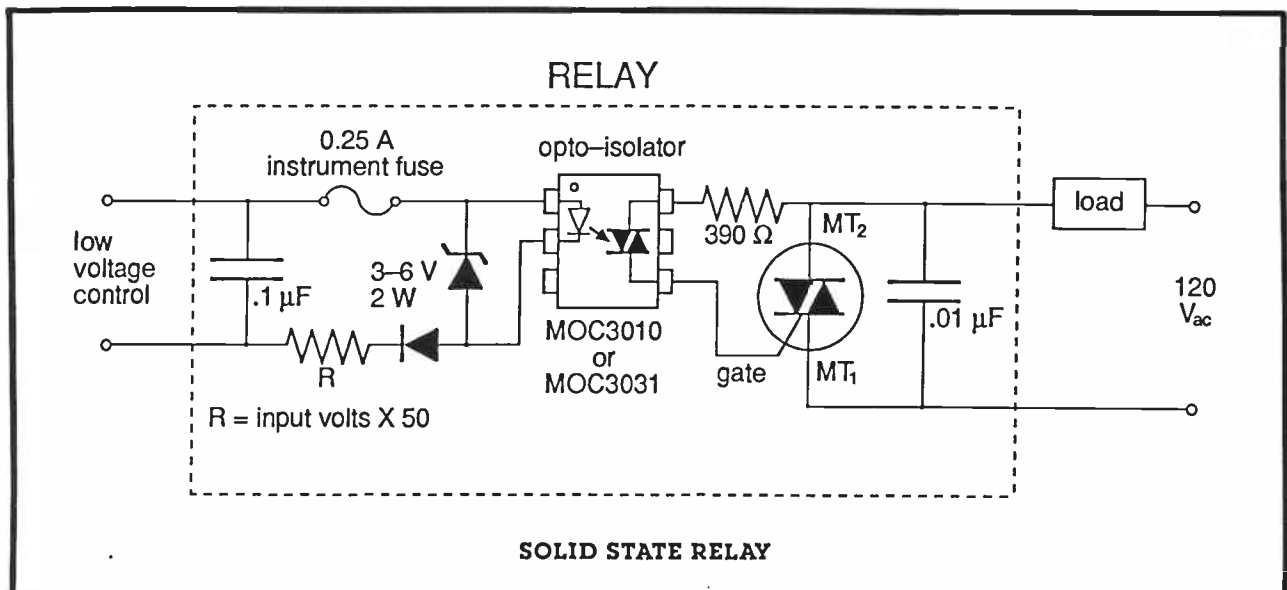 RELAY
0.25 A
instrument fuse
opto–isolator
load
low
voltage
control
.1 µF
3–6 V
2 W
390 Ω
MT₂
.01 µF
120
Vac
R
MOC3010
or
MOC3031
gate
MT₁
R = input volts X 50
SOLID STATE RELAY